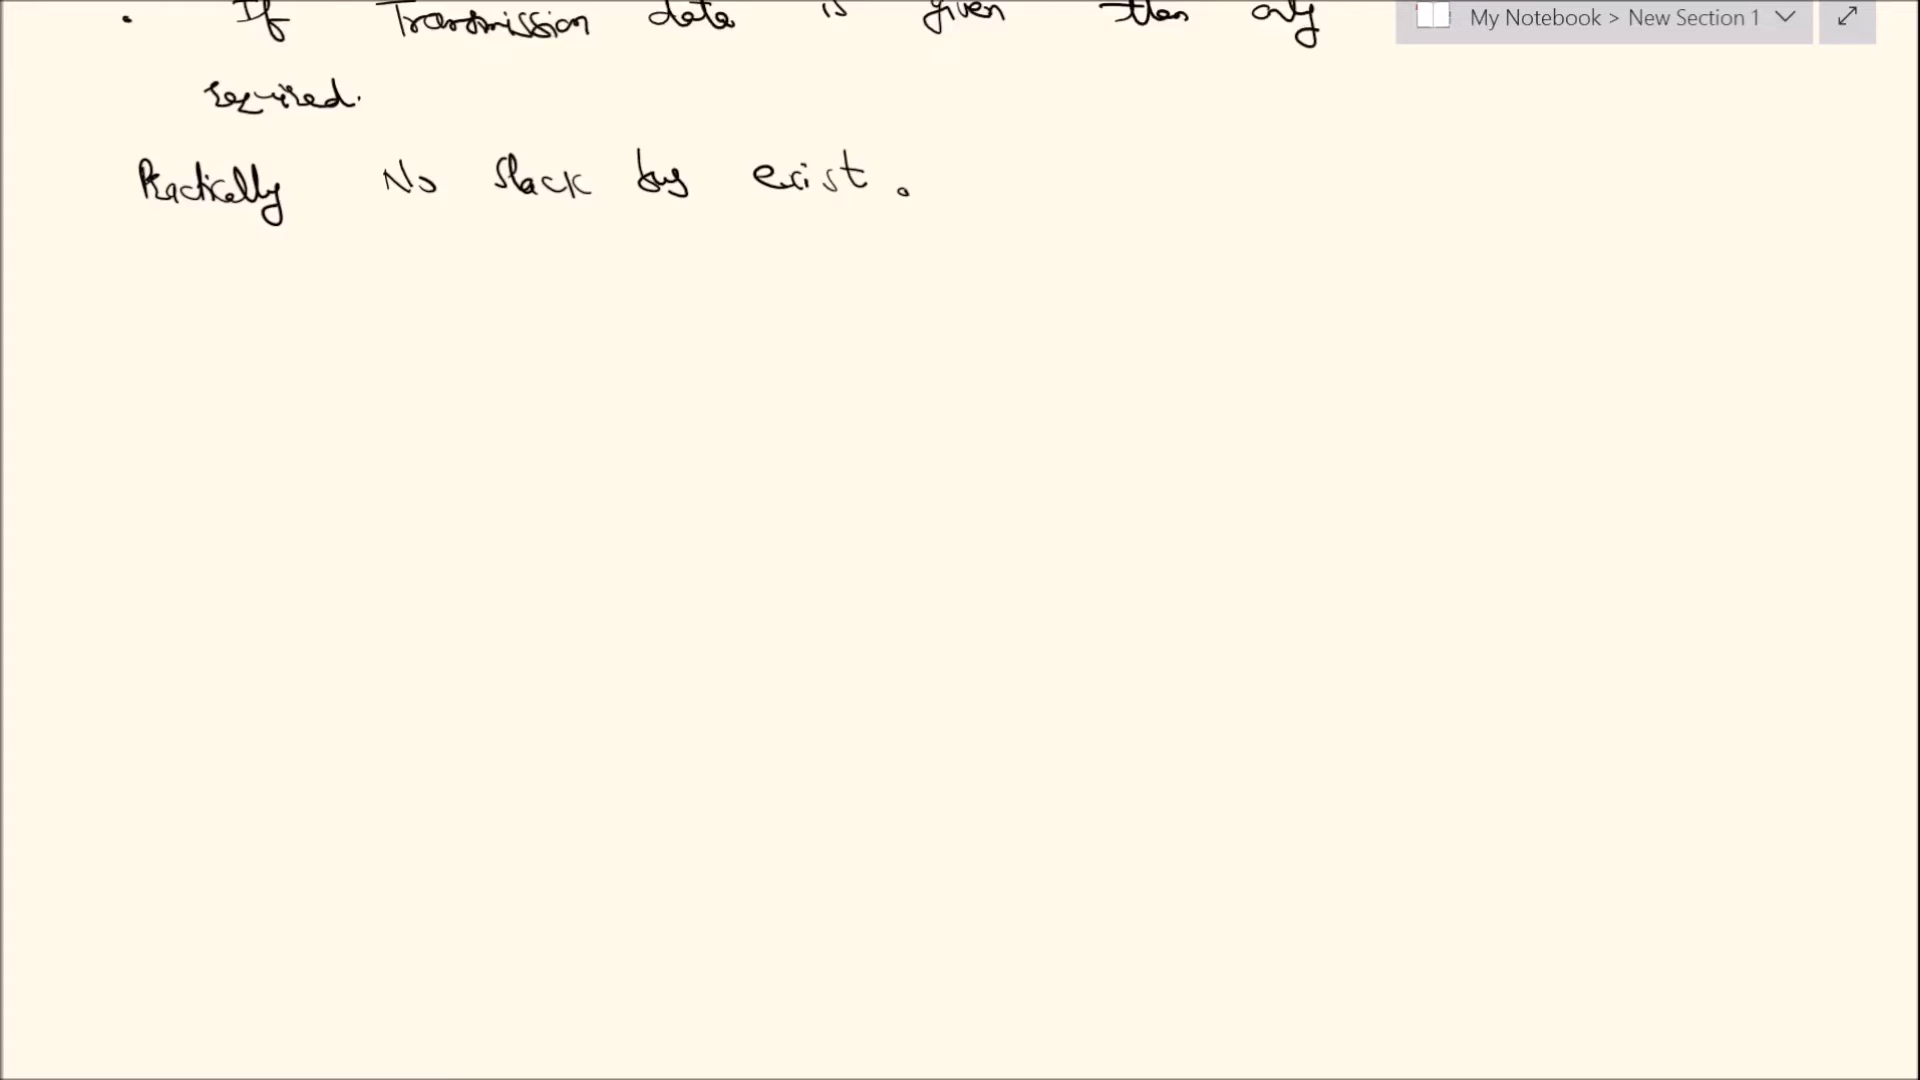 • If Transmission data is given then only
My Notebook > New Section 1
required.
Practically No Slack bus exist.